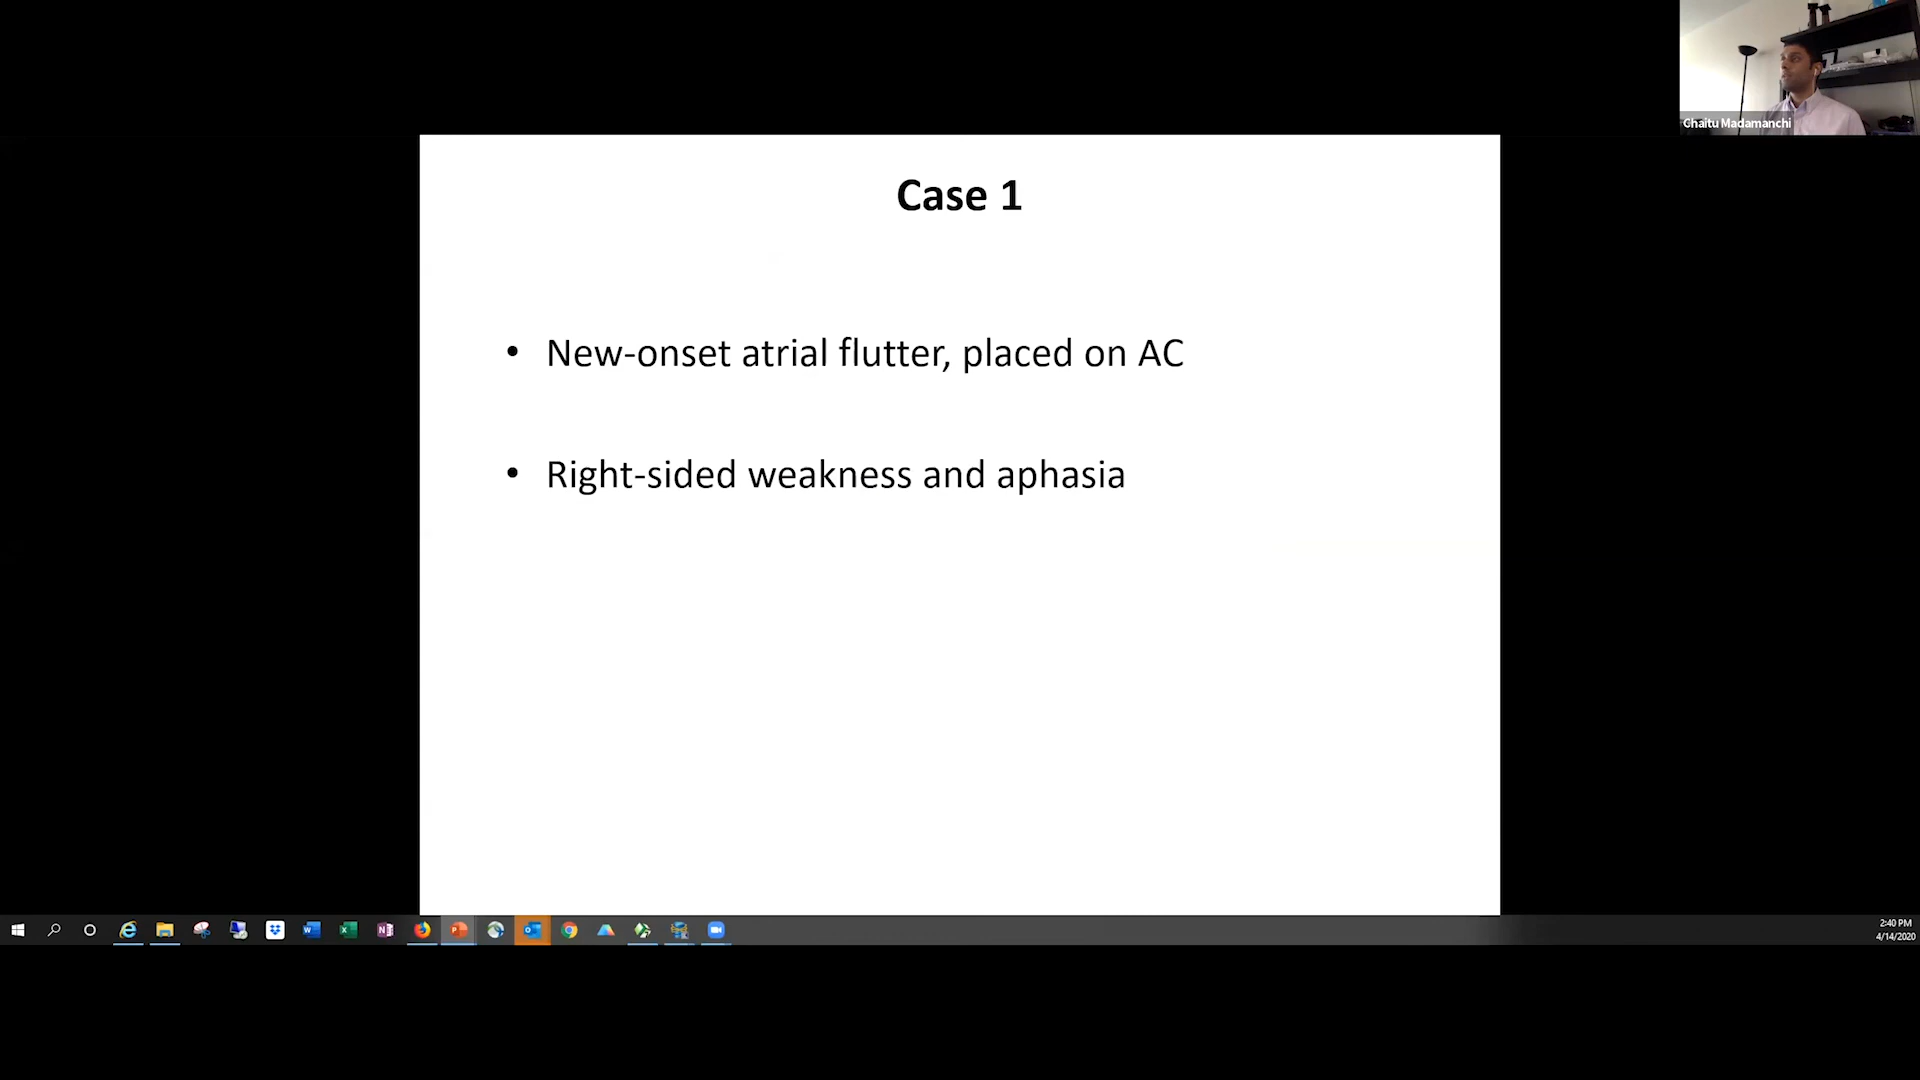 Chaitu Madamanchi
Case 1
• New-onset atrial flutter, placed on AC
• Right-sided weakness and aphasia
2:40 PM
4/14/2020